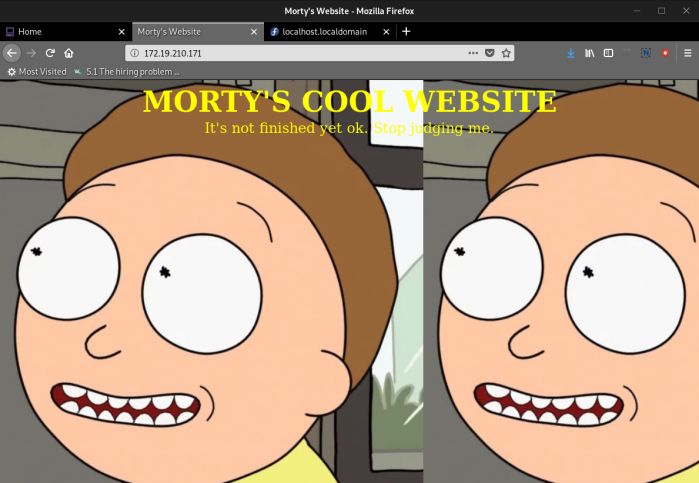 Morty's Website - Mozilla Firefox
Home
Morty's Website
localhost.localdomain
172.19.210.171
Most Visited
5.1 The hiring problem ...
MORTY'S COOL WEBSITE
It's not finished yet ok. Stop judging me.